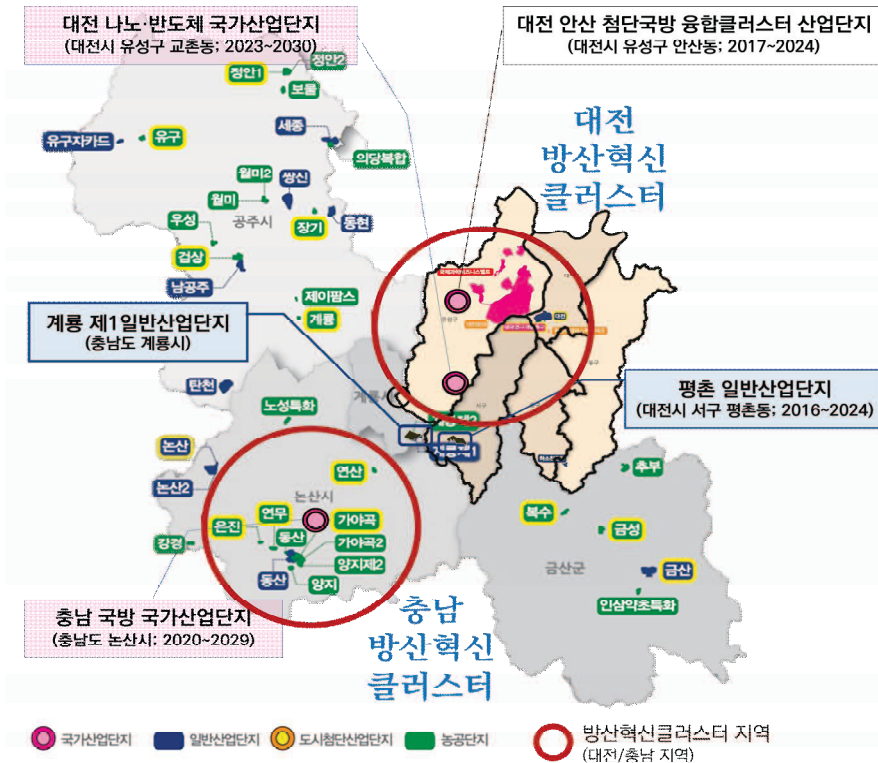 대전 나노·반도체 국가산업단지
(대전시 유성구 교촌동; 2023~2030)
대전 안산 첨단국방 융합클러스터 산업단지
(대전시 유성구 안산동; 2017~2024)
정안2
정안1
보물
세종
유구자카드
유구
의당복합
대전
방산혁신
클러스터
월미2
쌍신
월미
공주시
우성
장기
동현
검상
남공주
제이팜스
계룡
대전
유성구
계룡 제1일반산업단지
(충남도 계룡시)
탄천
계룡시
서구
노성특화
평촌 일반산업단지
(대전시 서구 평촌동; 2016~2024)
논산
논산2
연산
논산시
추부
연무
은진
가야곡
복수
금성
동산
강경
가야곡2
양지제2
금산군
금산
동산
양지
인삼약초특화
충남 국방 국가산업단지
(충남도 논산시: 2020~2029)
충남
방산혁신
클러스터
국가산업단지
일반산업단지
도시첨단산업단지
농공단지
방산혁신클러스터 지역
(대전/충남 지역)